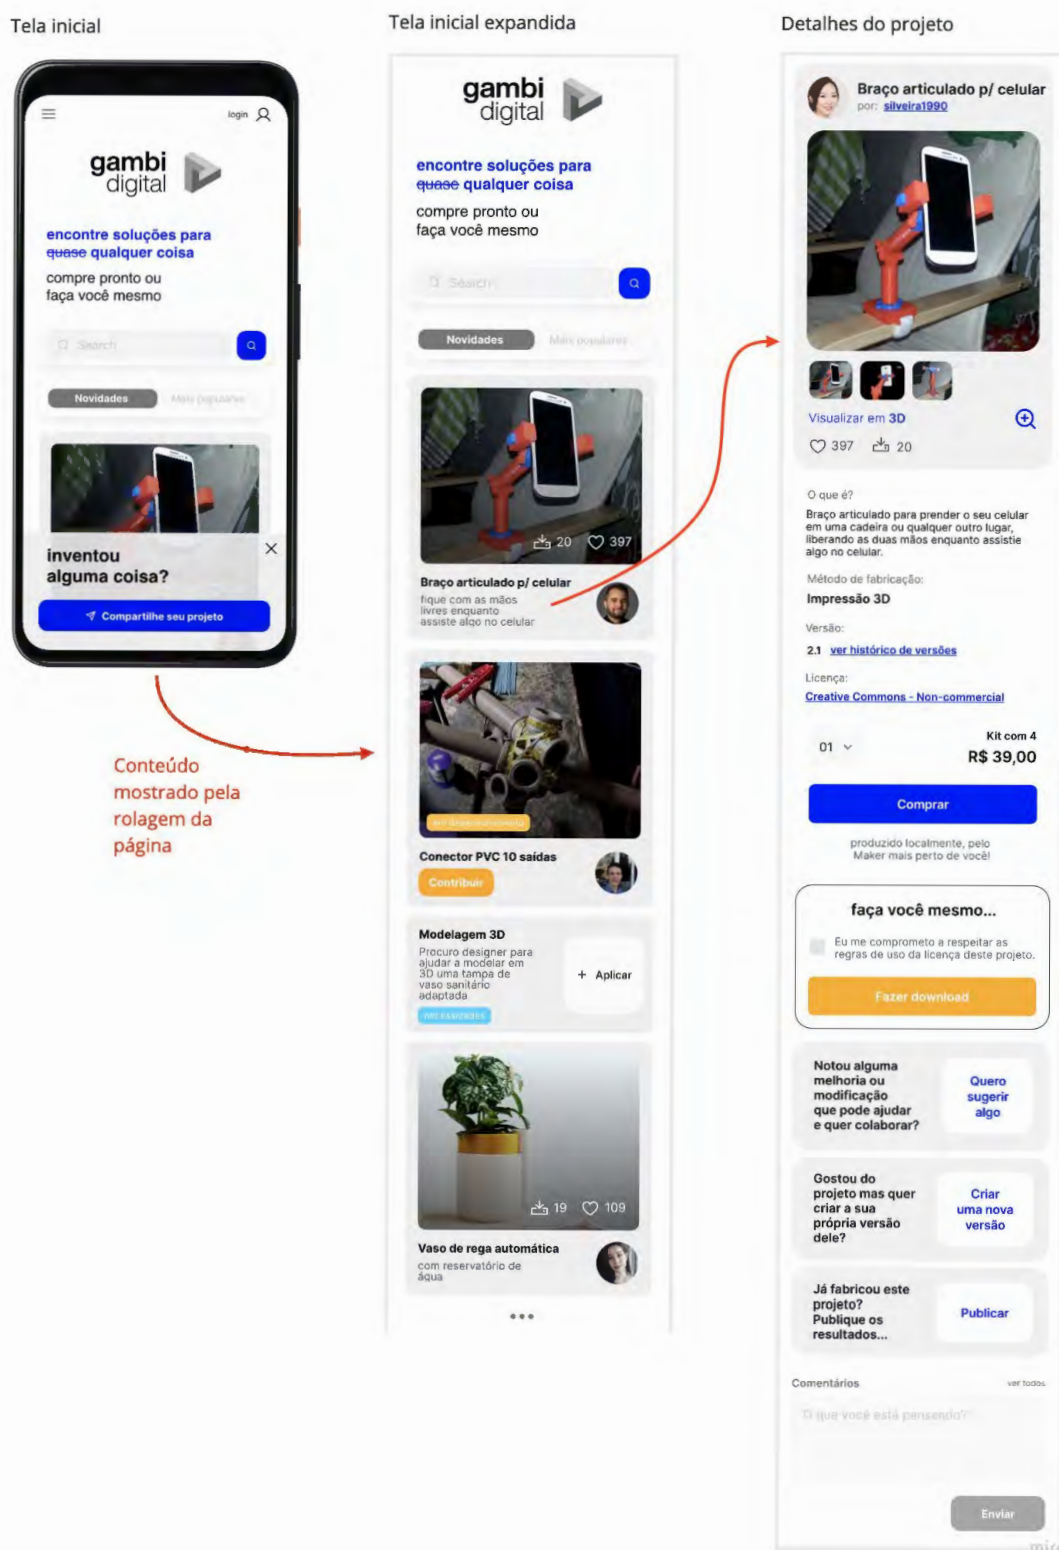 Tela inicial
login
gambi
digital
encontre soluções para
quase qualquer coisa
compre pronto ou
faça você mesmo
Search
Novidades
Mais populares
inventou
alguma coisa?
Compartilhe seu projeto
Conteúdo
mostrado pela
rolagem da
página
Tela inicial expandida
gambi
digital
encontre soluções para
quase qualquer coisa
compre pronto ou
faça você mesmo
Search
Novidades
Mais populares
20 397
Braço articulado p/ celular
fique com as mãos
livres enquanto
assiste algo no celular
em desenvolvimento
Conector PVC 10 saídas
Contribuir
Modelagem 3D
Procuro designer para
ajudar a modelar em
3D uma tampa de
vaso sanitário
adaptada
+ Aplicar
necessidades
19 109
Vaso de rega automática
com reservatório de
água
Detalhes do projeto
Braço articulado p/ celular
por: silveira1990
Visualizar em 3D
397 20
O que é?
Braço articulado para prender o seu celular
em uma cadeira ou qualquer outro lugar,
liberando as duas mãos enquanto assistie
algo no celular.
Método de fabricação:
Impressão 3D
Versão:
2.1 ver histórico de versões
Licença:
Creative Commons - Non-commercial
01
Kit com 4
R$ 39,00
Comprar
produzido localmente, pelo
Maker mais perto de você!
faça você mesmo...
Eu me comprometo a respeitar as
regras de uso da licença deste projeto.
Fazer download
Notou alguma
melhoria ou
modificação
que pode ajudar
e quer colaborar?
Quero
sugerir
algo
Gostou do
projeto mas quer
criar a sua
própria versão
dele?
Criar
uma nova
versão
Já fabricou este
projeto?
Publique os
resultados...
Publicar
Comentários
ver todos
O que você está pensendo?
Enviar